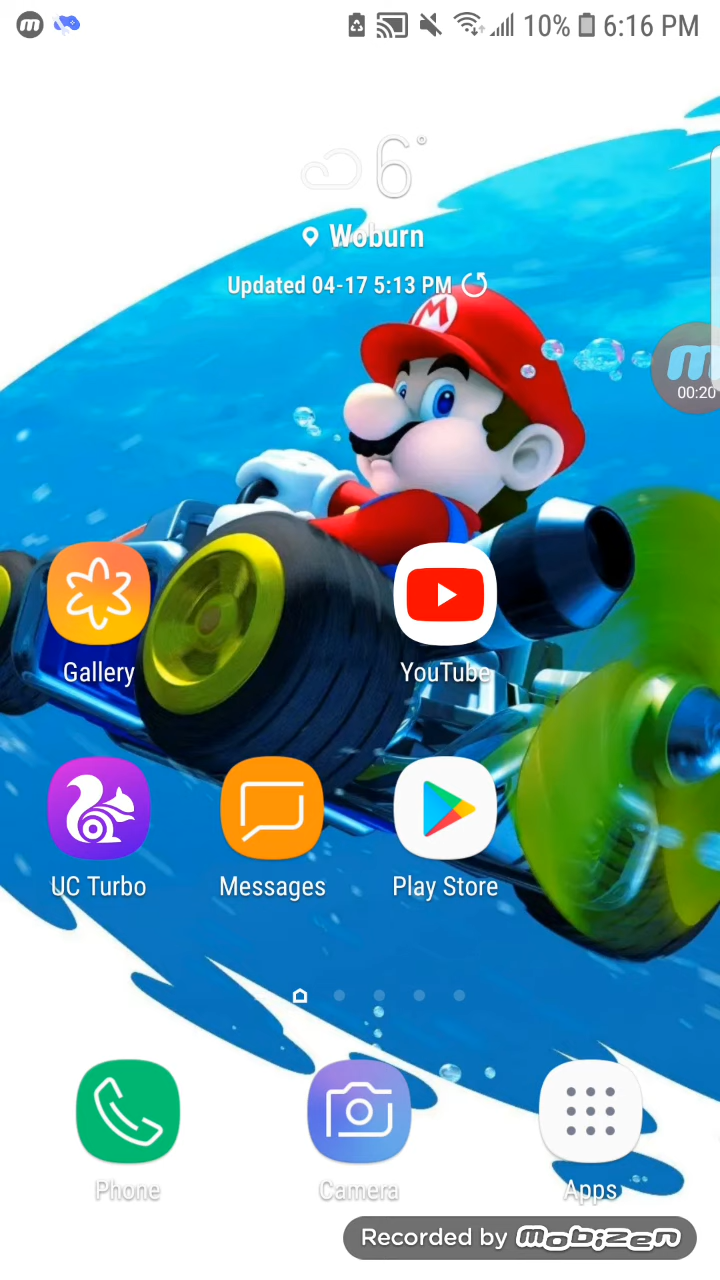 10% 6:16 PM
6°
Woburn
Updated 04-17 5:13 PM
M
00:20
Gallery
YouTube
UC Turbo
Messages
Play Store
Phone
Camera
Apps
Recorded by mobizen